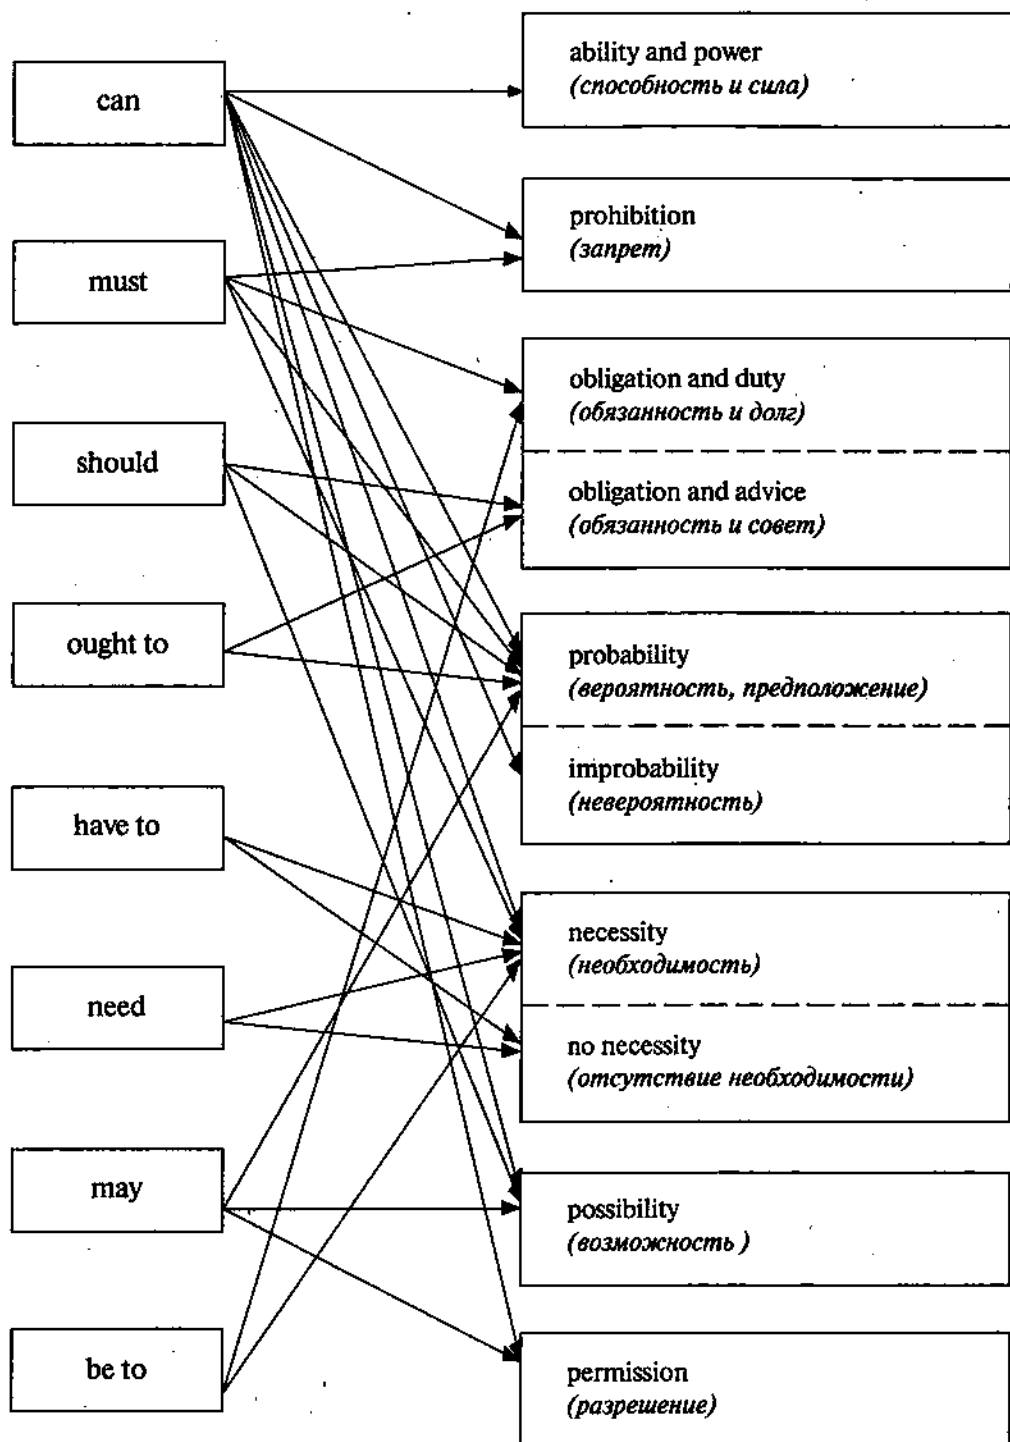 can
must
should
ought to
have to
need
may
be to
ability and power
(способность и сила)
prohibition
(запрет)
obligation and duty
(обязанность и долг)
obligation and advice
(обязанность и совет)
probability
(вероятность, предположение)
improbability
(невероятность)
necessity
(необходимость)
no necessity
(отсутствие необходимости)
possibility
(возможность )
permission
(разрешение)